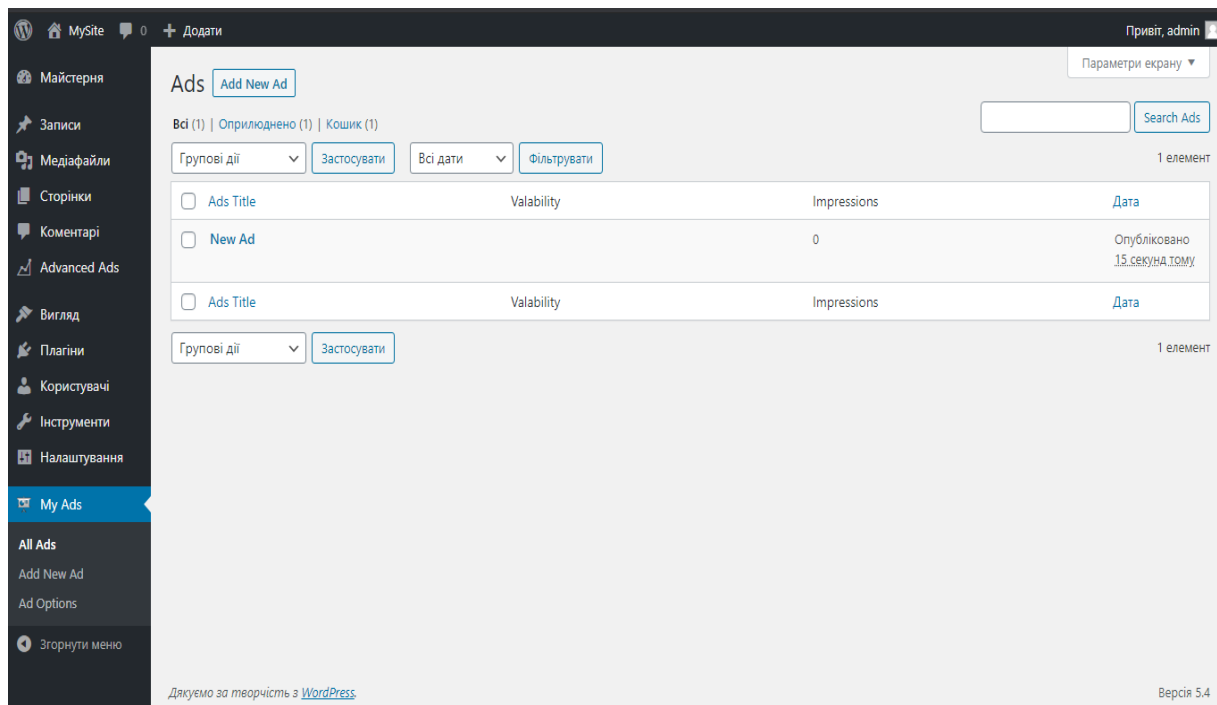 MySite 0 + Додати Привіт, admin
Параметри екрану ▼
Майстерня
Записи
Медіафайли
Сторінки
Коментарі
Advanced Ads
Вигляд
Плагіни
Користувачі
Інструменти
Налаштування
My Ads
All Ads
Add New Ad
Ad Options
Згорнути меню
Ads Add New Ad
Всі (1) | Оприлюднено (1) | Кошик (1)
Search Ads
Групові дії Застосувати Всі дати Фільтрувати 1 елемент
Ads Title Valability Impressions Дата
New Ad 0 Опубліковано
15 секунд тому
Ads Title Valability Impressions Дата
Групові дії Застосувати 1 елемент
Дякуємо за творчість з WordPress. Версія 5.4